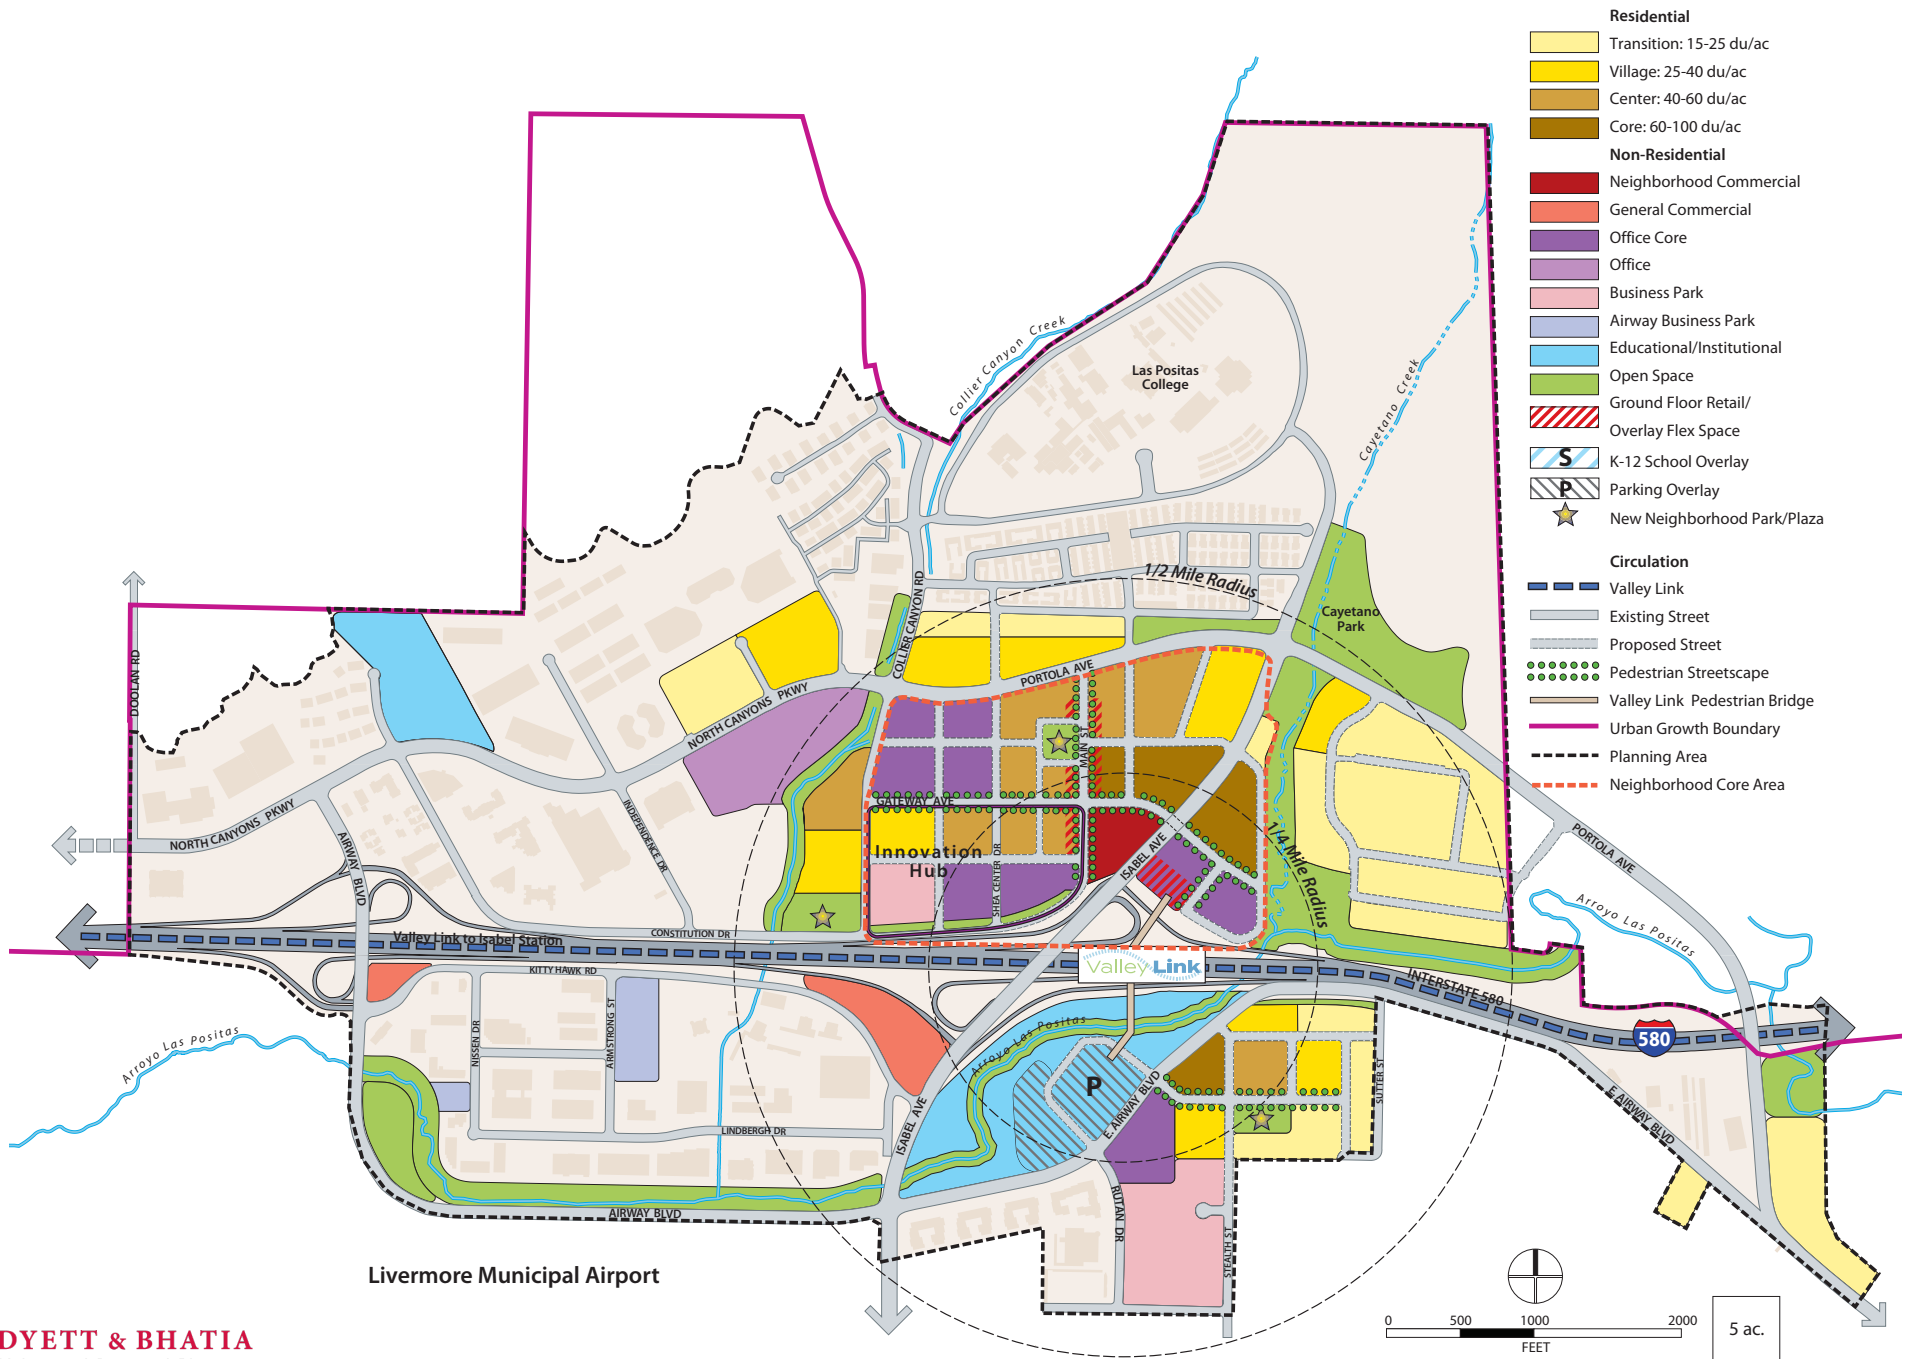 Residential
Transition: 15-25 du/ac
Village: 25-40 du/ac
Center: 40-60 du/ac
Core: 60-100 du/ac
Non-Residential
Neighborhood Commercial
General Commercial
Office Core
Office
Business Park
Airway Business Park
Educational/Institutional
Open Space
Ground Floor Retail/
Overlay Flex Space
S
K-12 School Overlay
P
Parking Overlay
New Neighborhood Park/Plaza
Circulation
Valley Link
Existing Street
Proposed Street
Pedestrian Streetscape
Valley Link Pedestrian Bridge
Urban Growth Boundary
Planning Area
Neighborhood Core Area
Collier Canyon Creek
Las Positas
College
Cayetano Creek
1/2 Mile Radius
Cayetano
Park
COLLIER CANYON RD
DOOLAN RD
PORTOLA AVE
NORTH CANYONS PKWY
MAIN ST
GATEWAY AVE
Innovation
Hub
SHEA CENTER DR
ISABEL AVE
1/4 Mile Radius
PORTOLA AVE
NORTH CANYONS PKWY
AIRWAY BLVD
INDEPENDENCE DR
CONSTITUTION DR
Valley Link to Isabel Station
Arroyo Las Positas
KITTY HAWK RD
Valley Link
INTERSTATE 580
580
NISSEN DR
ARMSTRONG ST
Arroyo Las Positas
Arroyo Las Positas
P
E. AIRWAY BLVD
SUTTER ST
E. AIRWAY BLVD
ISABEL AVE
LINDBERGH DR
AIRWAY BLVD
RUTAN DR
STEALTH ST
Livermore Municipal Airport
0 500 1000 2000
FEET
5 ac.
DYETT & BHATIA